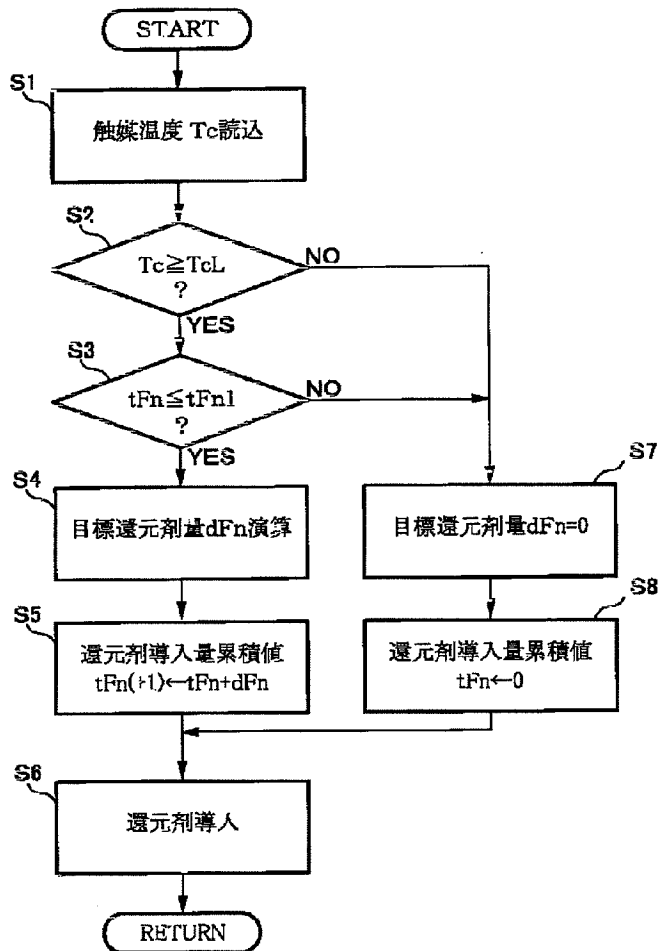 START
S1
触媒温度 Tc読込
S2
Tc≧TcL
?
NO
YES
S3
tFn≦tFn1
?
NO
YES
S4
目標還元剤量dFn演算
S7
目標還元剤量dFn=0
S5
還元剤導入量累積値
tFn(+1)←tFn+dFn
S8
還元剤導入量累積値
tFn←0
S6
還元剤導入
RETURN